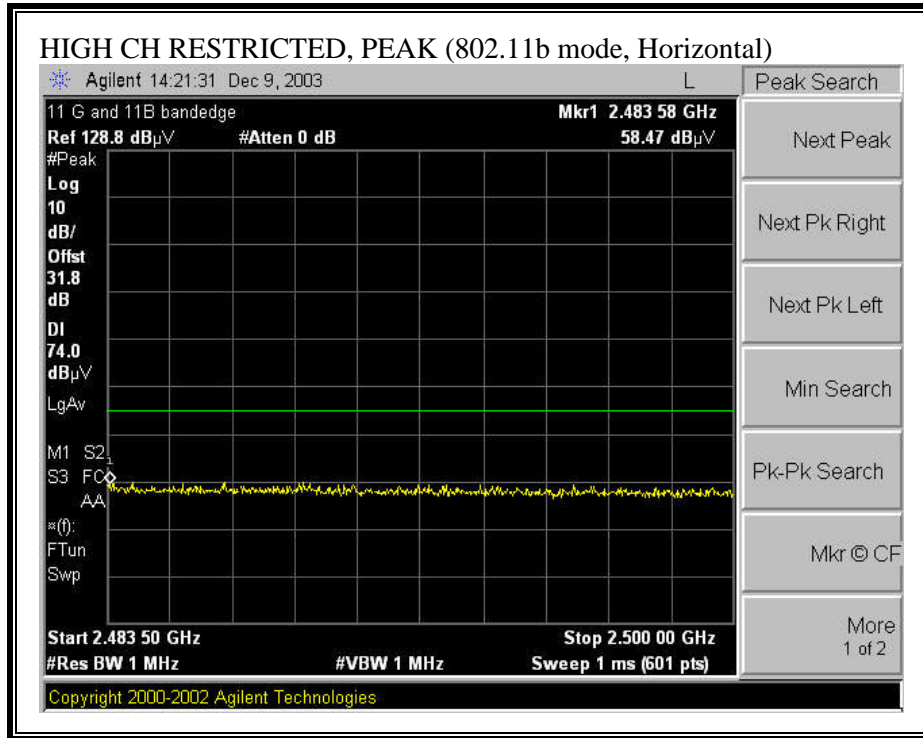 HIGH CH RESTRICTED, PEAK (802.11b mode, Horizontal)
Agilent 14:21:31 Dec 9, 2003 L
Peak Search
11 G and 11B bandedge Mkr1 2.483 58 GHz
Ref 128.8 dBµV #Atten 0 dB 58.47 dBµV
#Peak
Log
10
dB/
Offst
31.8
dB
DI
74.0
dBµV
LgAv
M1 S2
S3 FC
AA
¤(f):
FTun
Swp
1
Start 2.483 50 GHz Stop 2.500 00 GHz
#Res BW 1 MHz #VBW 1 MHz Sweep 1 ms (601 pts)
Copyright 2000-2002 Agilent Technologies
Next Peak
Next Pk Right
Next Pk Left
Min Search
Pk-Pk Search
Mkr © CF
More
1 of 2